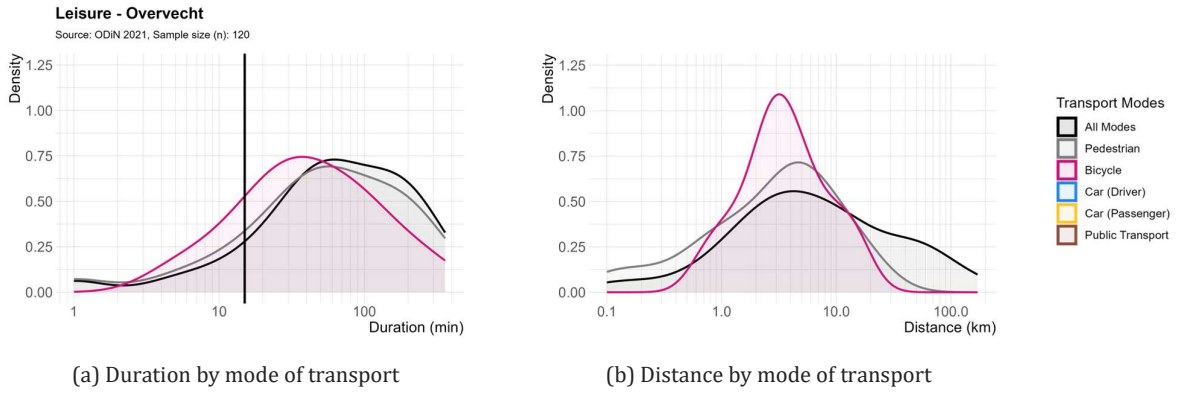 Leisure - Overvecht
Source: ODiN 2021, Sample size (n): 120
Density
1.25
1.00
0.75
0.50
0.25
0.00
1
10
100
Duration (min)
(a) Duration by mode of transport
Density
1.25
1.00
0.75
0.50
0.25
0.00
0.1
1.0
10.0
100.0
Distance (km)
(b) Distance by mode of transport
Transport Modes
All Modes
Pedestrian
Bicycle
Car (Driver)
Car (Passenger)
Public Transport